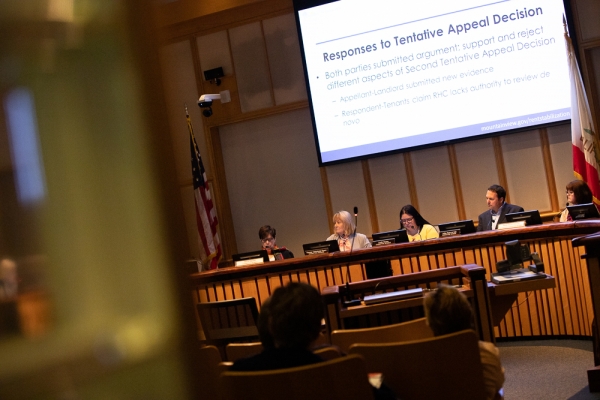 Responses to Tentative Appeal Decision
• Both parties submitted argument: support and reject
different aspects of Second Tentative Appeal Decision
– Appellant Landlord submitted new evidence
– Respondent Tenants claim RHC lacks authority to review de
novo